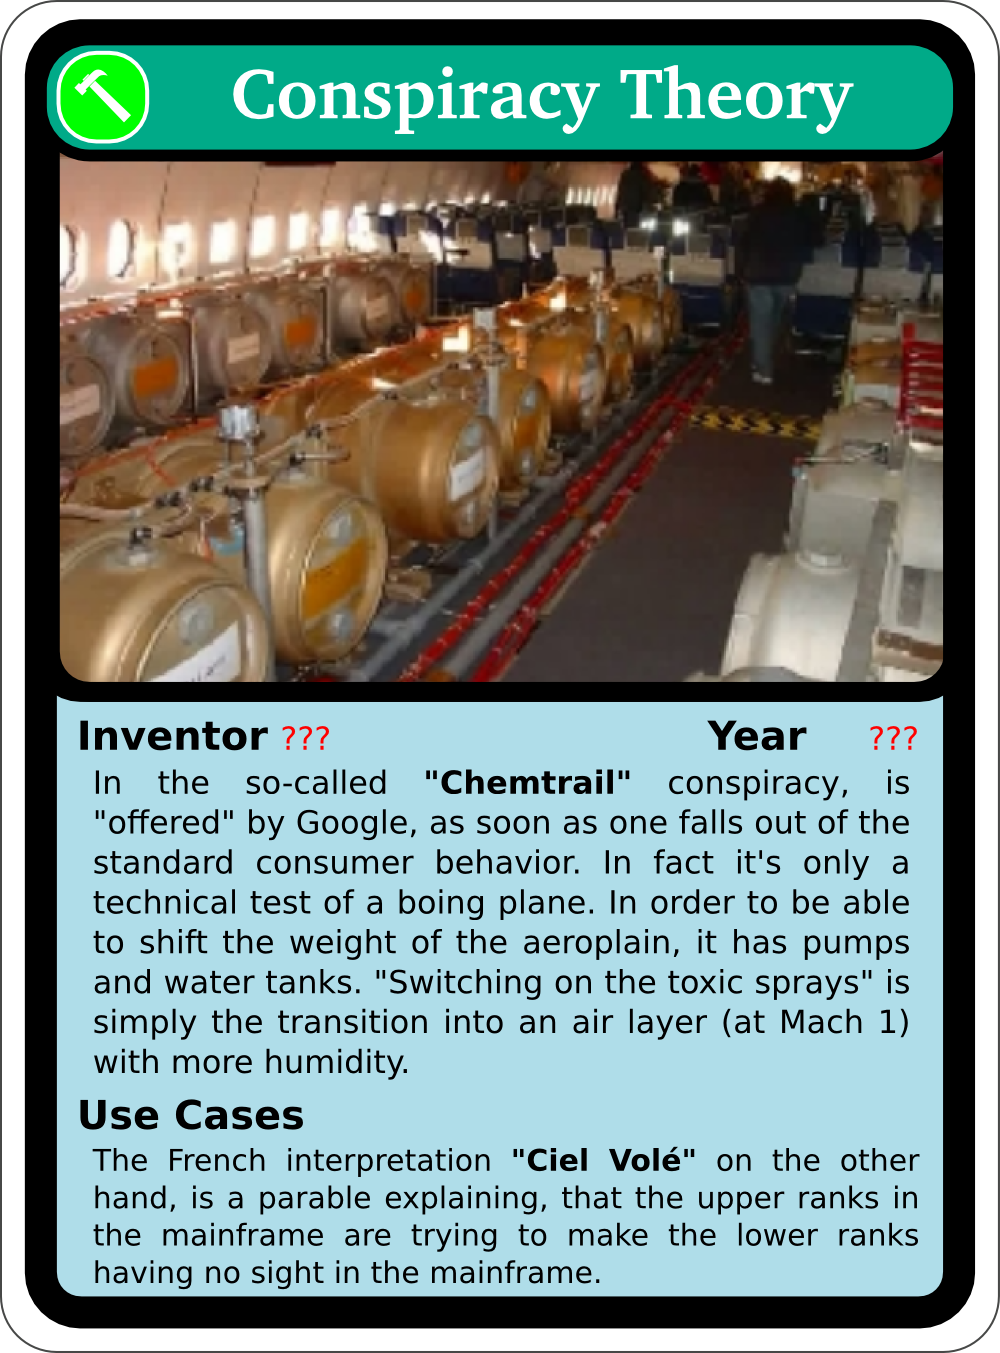 Conspiracy Theory
Inventor ??? Year ???
In the so-called "Chemtrail" conspiracy, is
"offered" by Google, as soon as one falls out of the
standard consumer behavior. In fact it's only a
technical test of a boing plane. In order to be able
to shift the weight of the aeroplain, it has pumps
and water tanks. "Switching on the toxic sprays" is
simply the transition into an air layer (at Mach 1)
with more humidity.
Use Cases
The French interpretation "Ciel Volé" on the other
hand, is a parable explaining, that the upper ranks in
the mainframe are trying to make the lower ranks
having no sight in the mainframe.